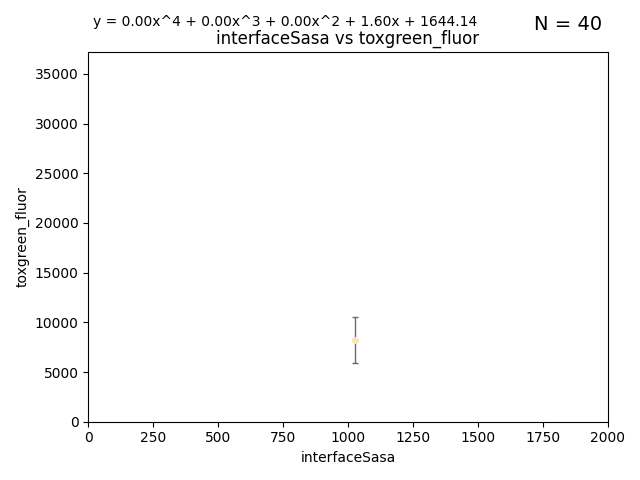 y = 0.00x^4 + 0.00x^3 + 0.00x^2 + 1.60x + 1644.14
N = 40
interfaceSasa vs toxgreen_fluor
35000
30000
25000
20000
15000
10000
5000
0
toxgreen_fluor
0 250 500 750 1000 1250 1500 1750 2000
interfaceSasa